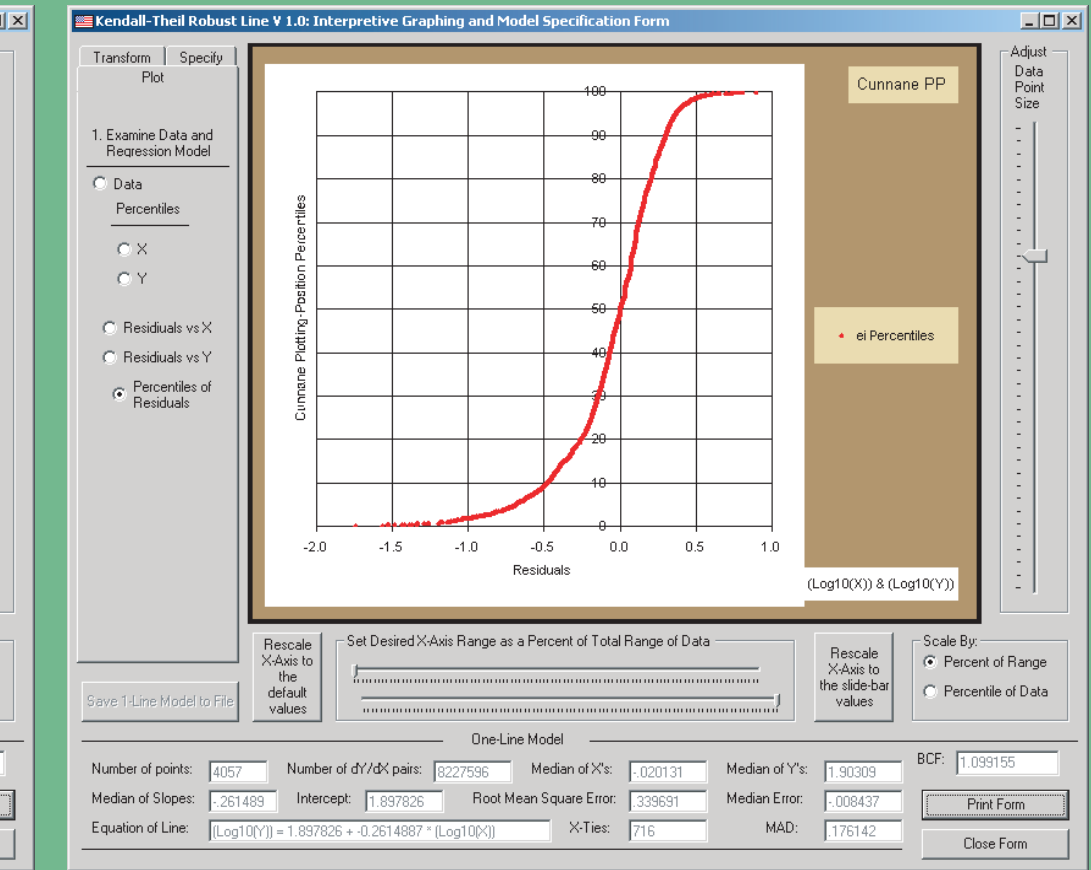 Kendall-Theil Robust Line V 1.0: Interpretive Graphing and Model Specification Form
Transform
Specify
Plot
1. Examine Data and
Regression Model
Data
Percentiles
X
Y
Residiuals vs X
Residiuals vs Y
Percentiles of
Residuals
Save 1-Line Model to File
Cunnane Plotting-Position Percentiles
100
90
80
70
60
50
40
30
20
10
0
-2.0 -1.5 -1.0 -0.5 0.0 0.5 1.0
Residuals
Cunnane PP
ei Percentiles
(Log10(X)) & (Log10(Y))
Adjust
Data
Point
Size
Rescale
X-Axis to
the
default
values
Set Desired X-Axis Range as a Percent of Total Range of Data
Rescale
X-Axis to
the slide-bar
values
Scale By:
Percent of Range
Percentile of Data
One-Line Model
Number of points: 4057 Number of dY/dX pairs: 8227596 Median of X's: -.020131 Median of Y's: 1.90309 BCF: 1.099155
Median of Slopes: -.261489 Intercept: 1.897826 Root Mean Square Error: .339691 Median Error: -.008437
Print Form
Equation of Line: (Log10(Y)) = 1.897826 + -0.2614887 * (Log10(X)) X-Ties: 716 MAD: .176142
Close Form